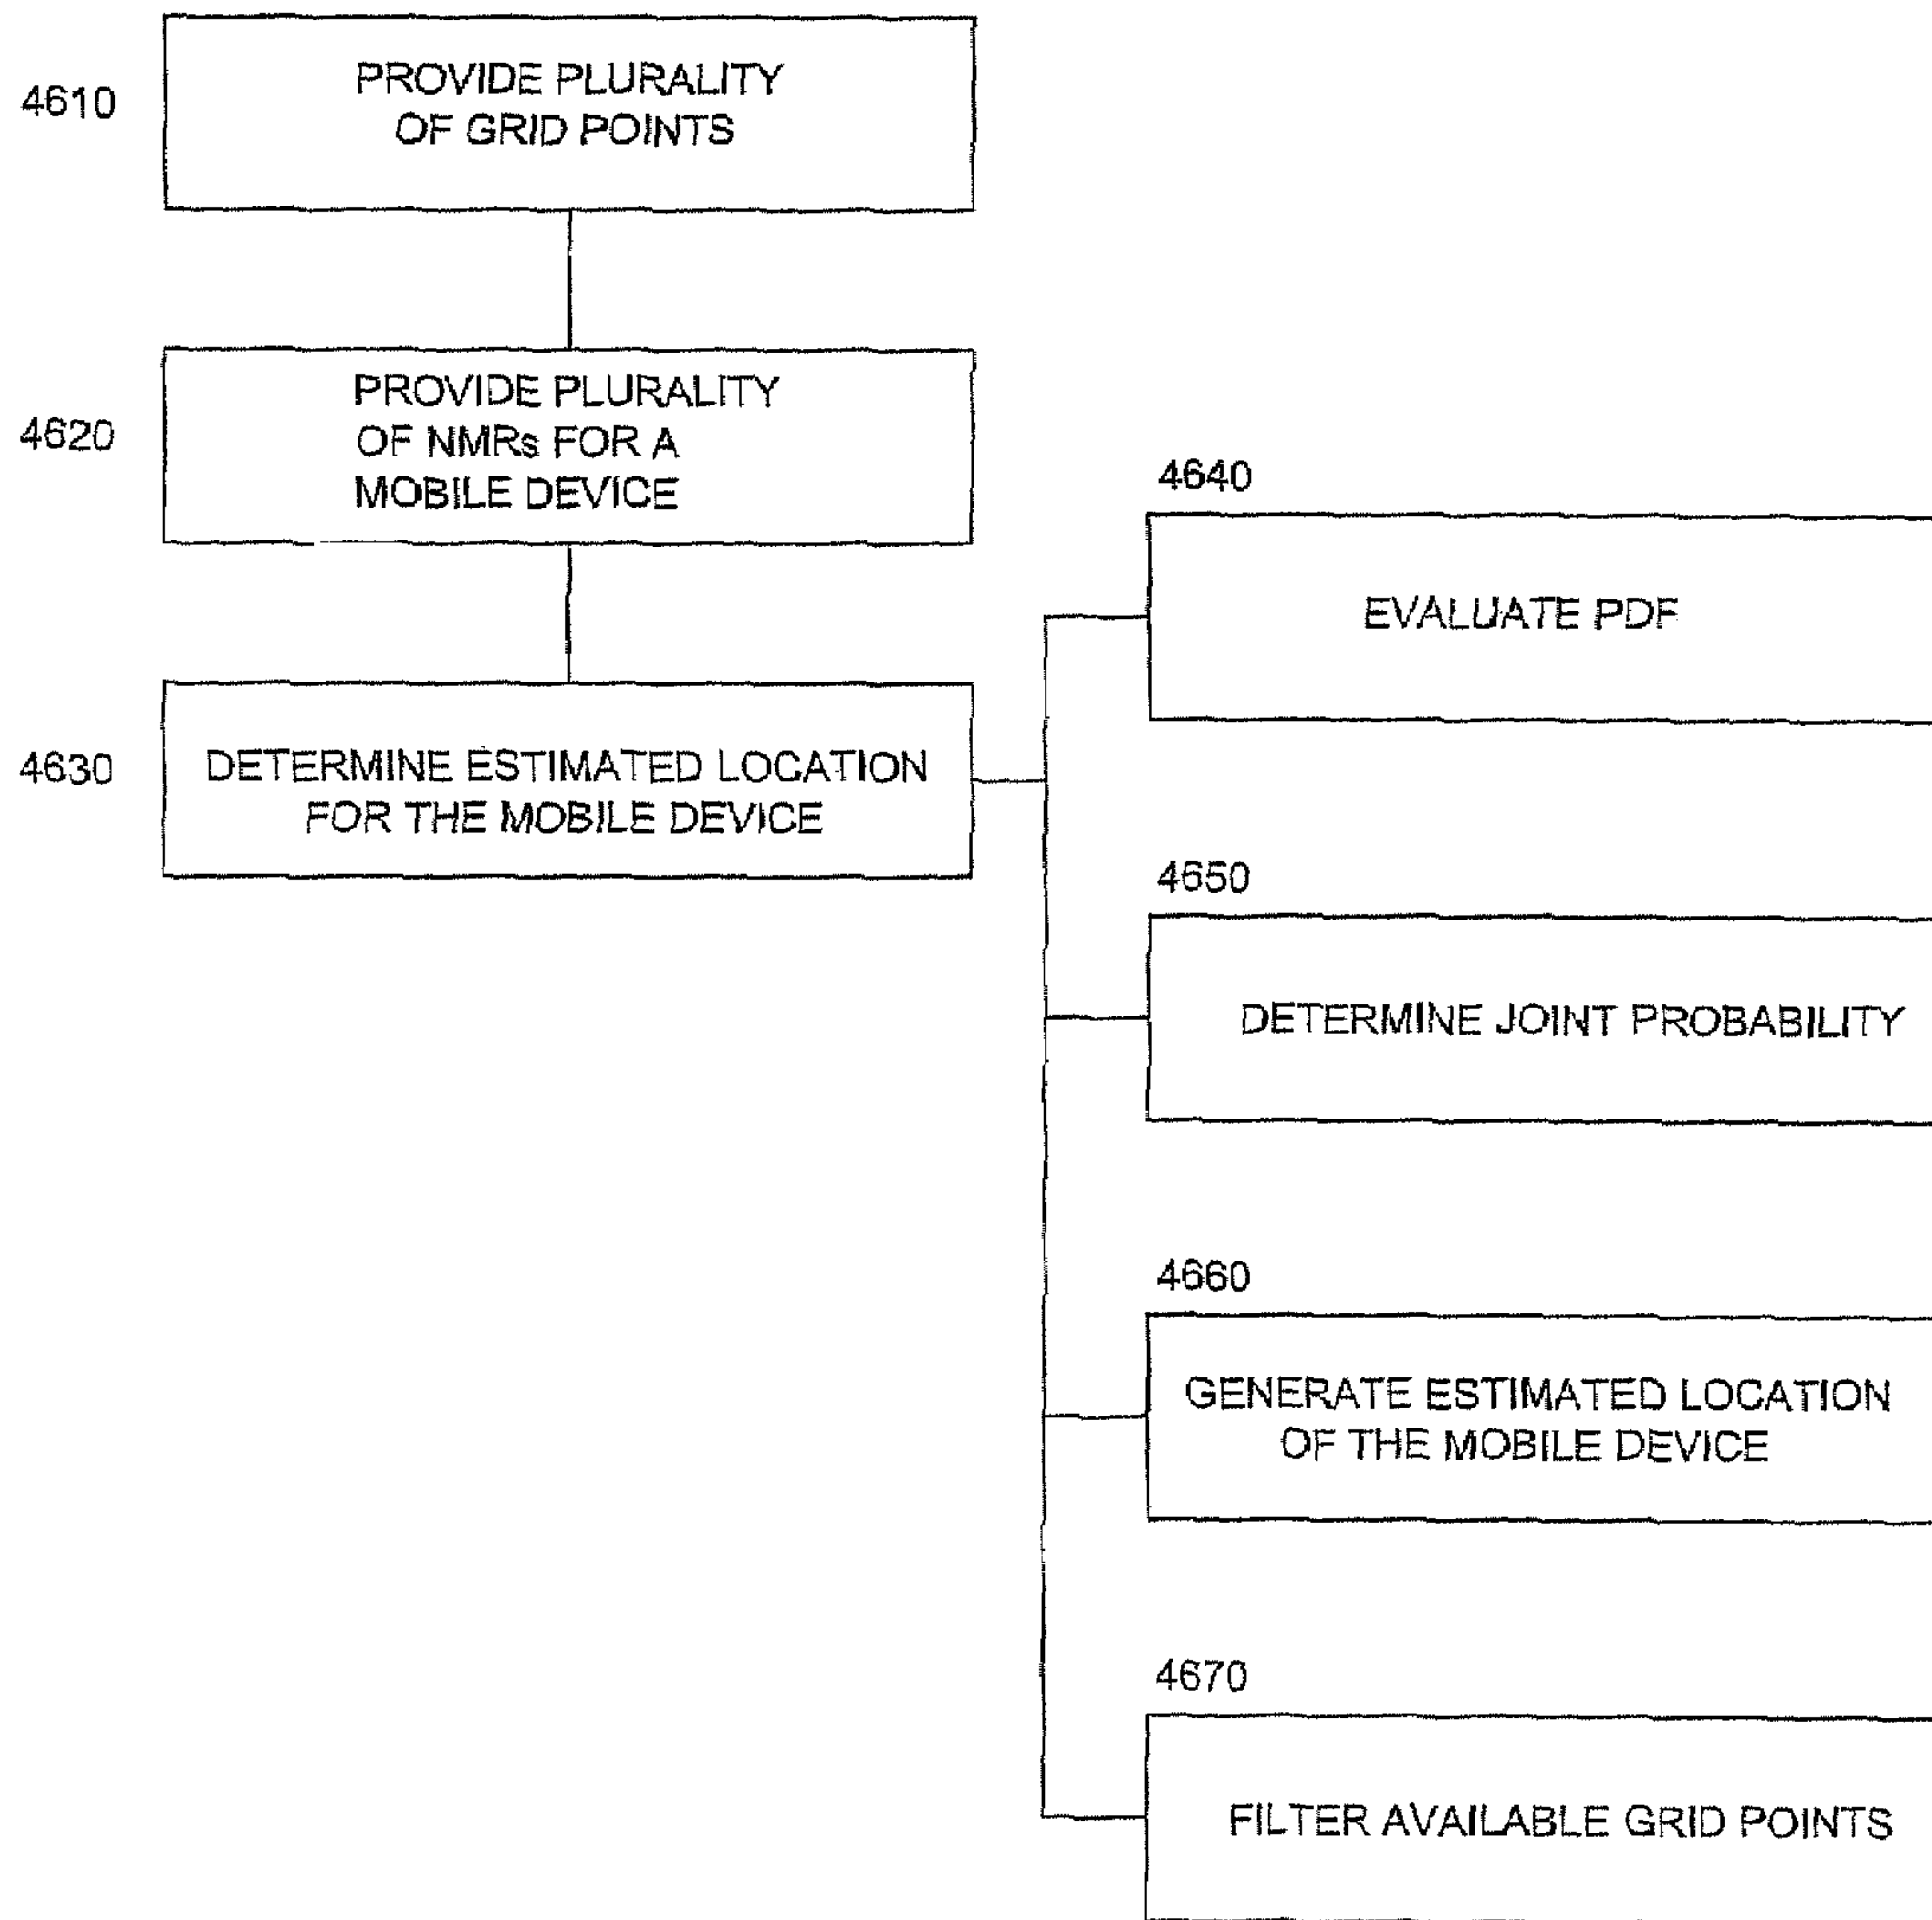 4610
PROVIDE PLURALITY
OF GRID POINTS
4620
PROVIDE PLURALITY
OF NMRs FOR A
MOBILE DEVICE
4630
DETERMINE ESTIMATED LOCATION
FOR THE MOBILE DEVICE
4640
EVALUATE PDF
4650
DETERMINE JOINT PROBABILITY
4660
GENERATE ESTIMATED LOCATION
OF THE MOBILE DEVICE
4670
FILTER AVAILABLE GRID POINTS